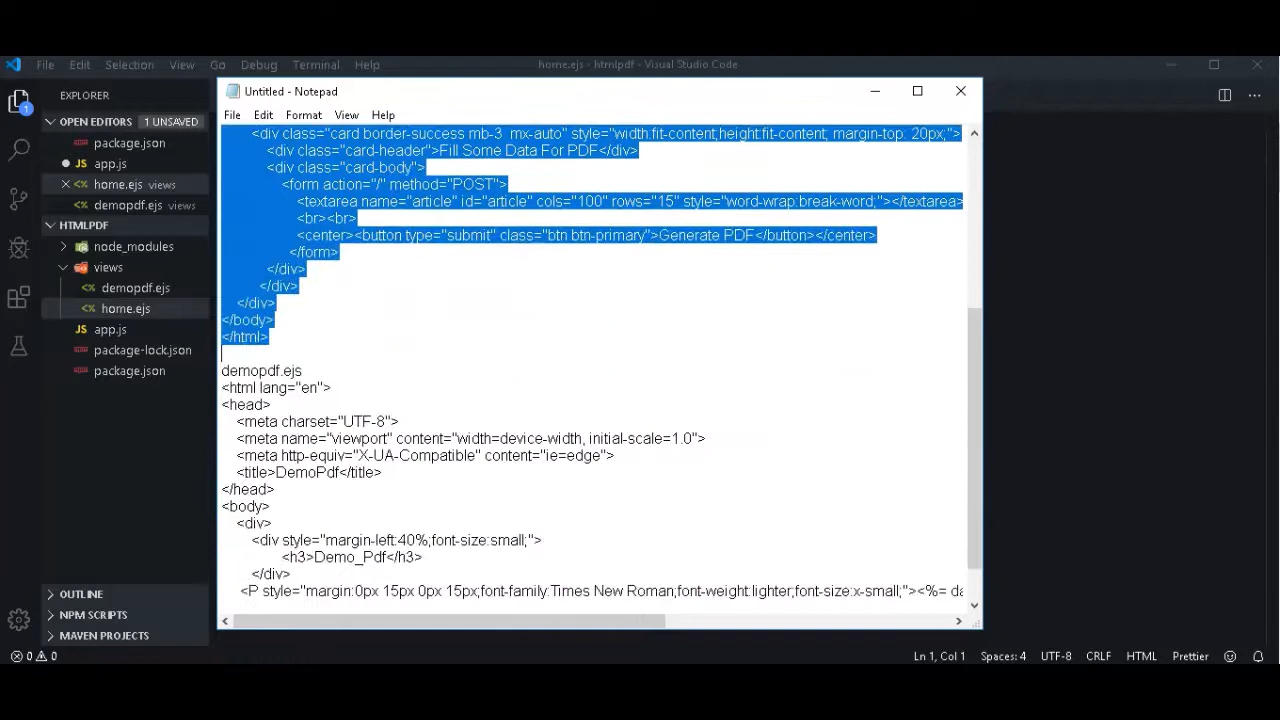 File Edit Selection View Go Debug Terminal Help
home.ejs - htmlpdf - Visual Studio Code
EXPLORER
OPEN EDITORS 1 UNSAVED
package.json
JS app.js
home.ejs views
demopdf.ejs views
HTMLPDF
node_modules
views
demopdf.ejs
home.ejs
JS app.js
package-lock.json
package.json
OUTLINE
NPM SCRIPTS
MAVEN PROJECTS
1
Untitled - Notepad
File Edit Format View Help
<div class="card border-success mb-3 mx-auto" style="width:fit-content;height:fit-content; margin-top: 20px;">
<div class="card-header">Fill Some Data For PDF</div>
<div class="card-body">
<form action="/" method="POST">
<textarea name="article" id="article" cols="100" rows="15" style="word-wrap:break-word;"></textarea>
<br><br>
<center><button type="submit" class="btn btn-primary">Generate PDF</button></center>
</form>
</div>
</div>
</div>
</body>
</html>
demopdf.ejs
<html lang="en">
<head>
<meta charset="UTF-8">
<meta name="viewport" content="width=device-width, initial-scale=1.0">
<meta http-equiv="X-UA-Compatible" content="ie=edge">
<title>DemoPdf</title>
</head>
<body>
<div>
<div style="margin-left:40%;font-size:small;">
<h3>Demo_Pdf</h3>
</div>
<P style="margin:0px 15px 0px 15px;font-family:Times New Roman;font-weight:lighter;font-size:x-small;"><%= da
0 0
Ln 1, Col 1 Spaces: 4 UTF-8 CRLF HTML Prettier